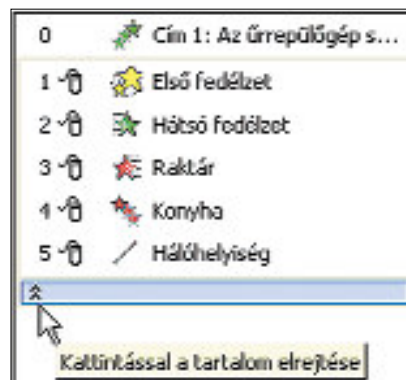 0 Cím 1: Az űrrepülőgép s...
1 Első fedélzet
2 Hátsó fedélzet
3 Raktár
4 Konyha
5 Hálóhelyiség
Kattintással a tartalom elrejtése